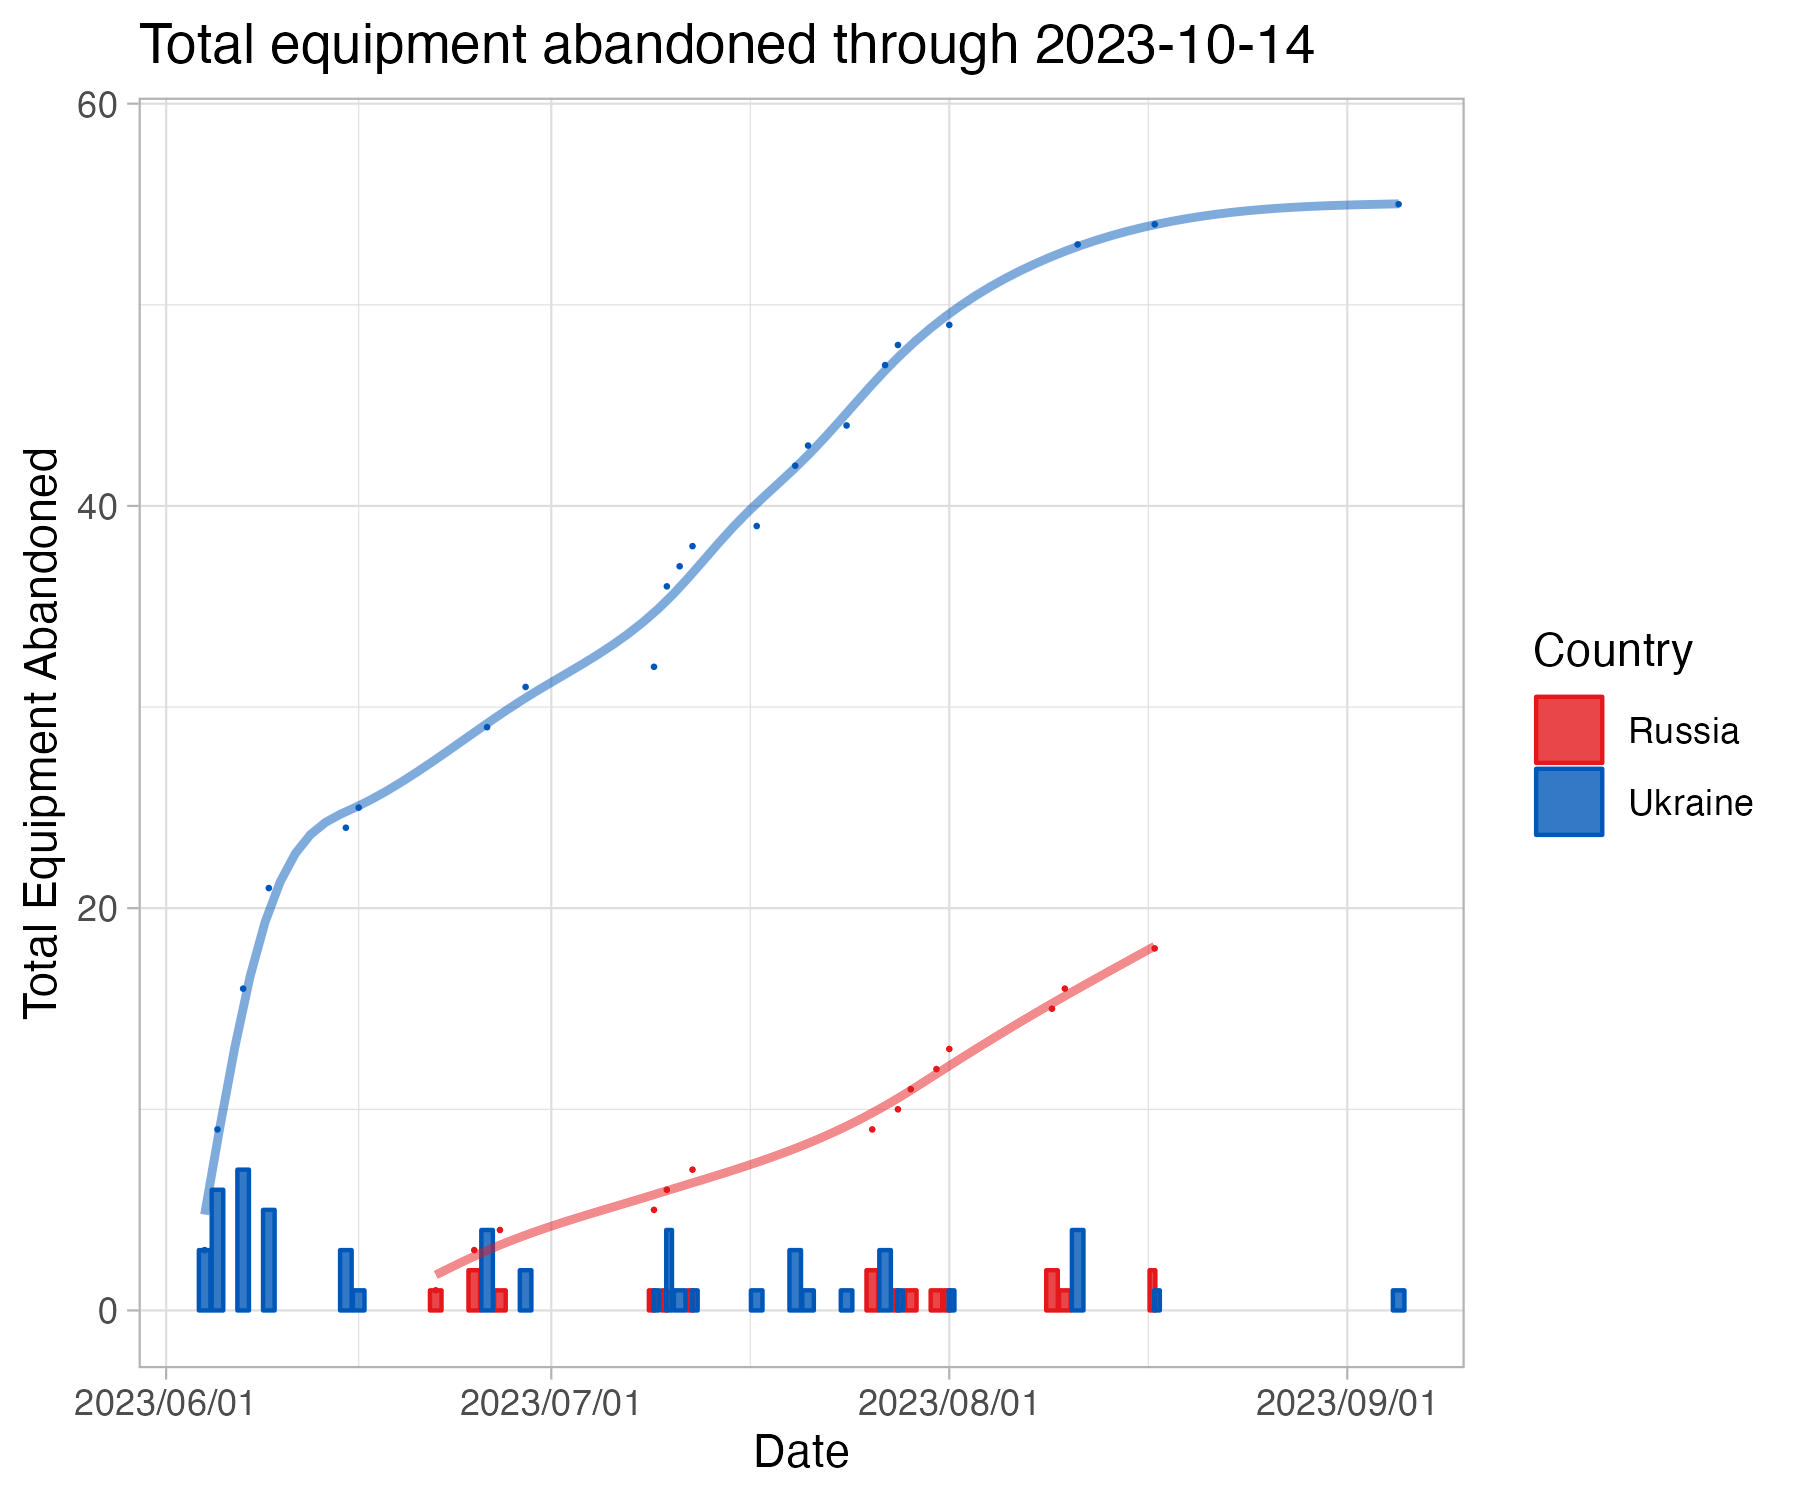 Total equipment abandoned through 2023-10-14
60
40
20
0
Total Equipment Abandoned
2023/06/01
2023/07/01
2023/08/01
2023/09/01
Date
Country
Russia
Ukraine